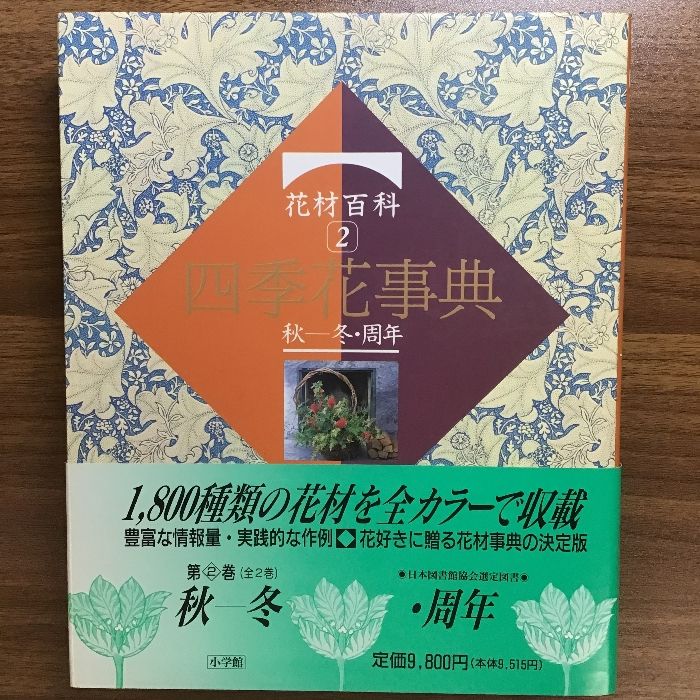 花材百科
2
四季花事典
秋―冬・周年
1,800種類の花材を全カラーで収載
豊富な情報量・実践的な作例◆花好きに贈る花材事典の決定版
第②巻(全2巻)
秋―冬
●日本図書館協会選定図書●
・周年
小学館
定価9,800円(本体9,515円)